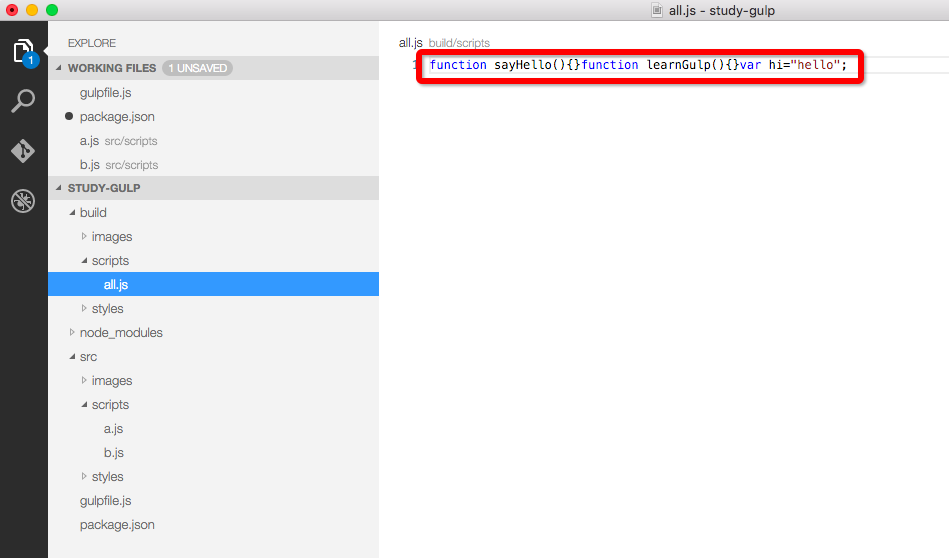 all.js - study-gulp
1
EXPLORE
WORKING FILES 1 UNSAVED
gulpfile.js
package.json
a.js src/scripts
b.js src/scripts
STUDY-GULP
build
images
scripts
all.js
styles
node_modules
src
images
scripts
a.js
b.js
styles
gulpfile.js
package.json
all.js build/scripts
1 function sayHello(){}function learnGulp(){}var hi="hello";